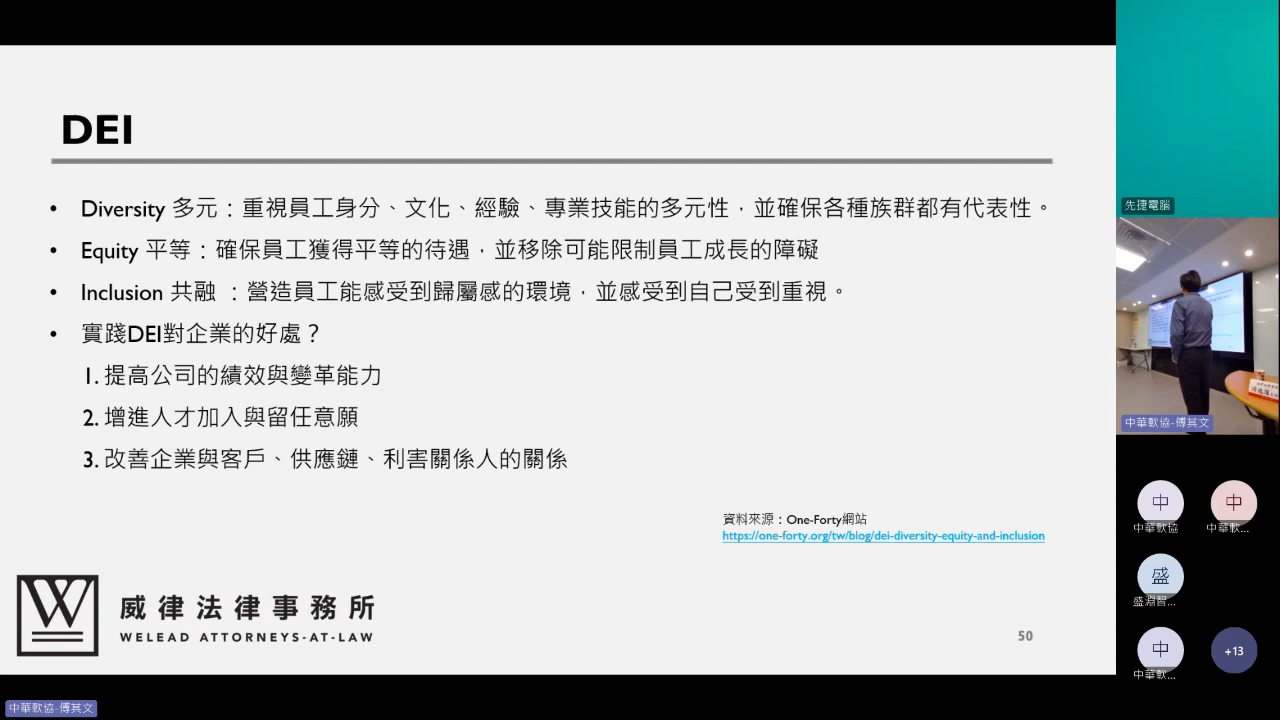 DEI
• Diversity 多元：重視員工身分、文化、經驗、專業技能的多元性，並確保各種族群都有代表性。
• Equity 平等：確保員工獲得平等的待遇，並移除可能限制員工成長的障礙
• Inclusion 共融 ：營造員工能感受到歸屬感的環境，並感受到自己受到重視。
• 實踐DEI對企業的好處？
1. 提高公司的績效與變革能力
2. 增進人才加入與留任意願
3. 改善企業與客戶、供應鏈、利害關係人的關係
資料來源：One-Forty網站
https://one-forty.org/tw/blog/dei-diversity-equity-and-inclusion
W
威律法律事務所
WELEAD ATTORNEYS-AT-LAW
50
中華軟協-傅其文
先捷電腦
中華軟協-傅其文
中
中華軟協
中
中華軟...
盛
盛淵智...
中
中華軟...
+13